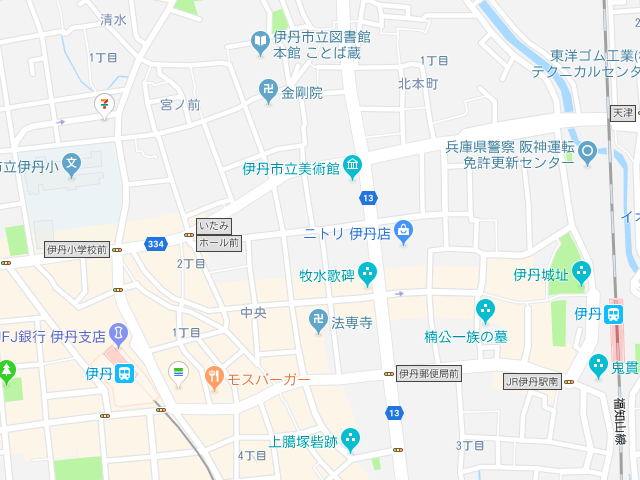 清水
伊丹市立図書館
本館 ことば蔵
1丁目
1丁目
東洋ゴム工業(株
テクニカルセンタ
北本町
金剛院
宮ノ前
天津
兵庫県警察 阪神運転
免許更新センター
市立伊丹小
伊丹市立美術館
13
いたみ
ホール前
ニトリ 伊丹店
334
伊丹小学校前
2丁目
牧水歌碑
伊丹城址
中央
法専寺
楠公一族の墓
伊丹
UFJ銀行 伊丹支店
1丁目
伊丹
モスバーガー
伊丹郵便局前
JR伊丹駅南
鬼貫
福知山線
13
上臈塚砦跡
3丁目
4丁目